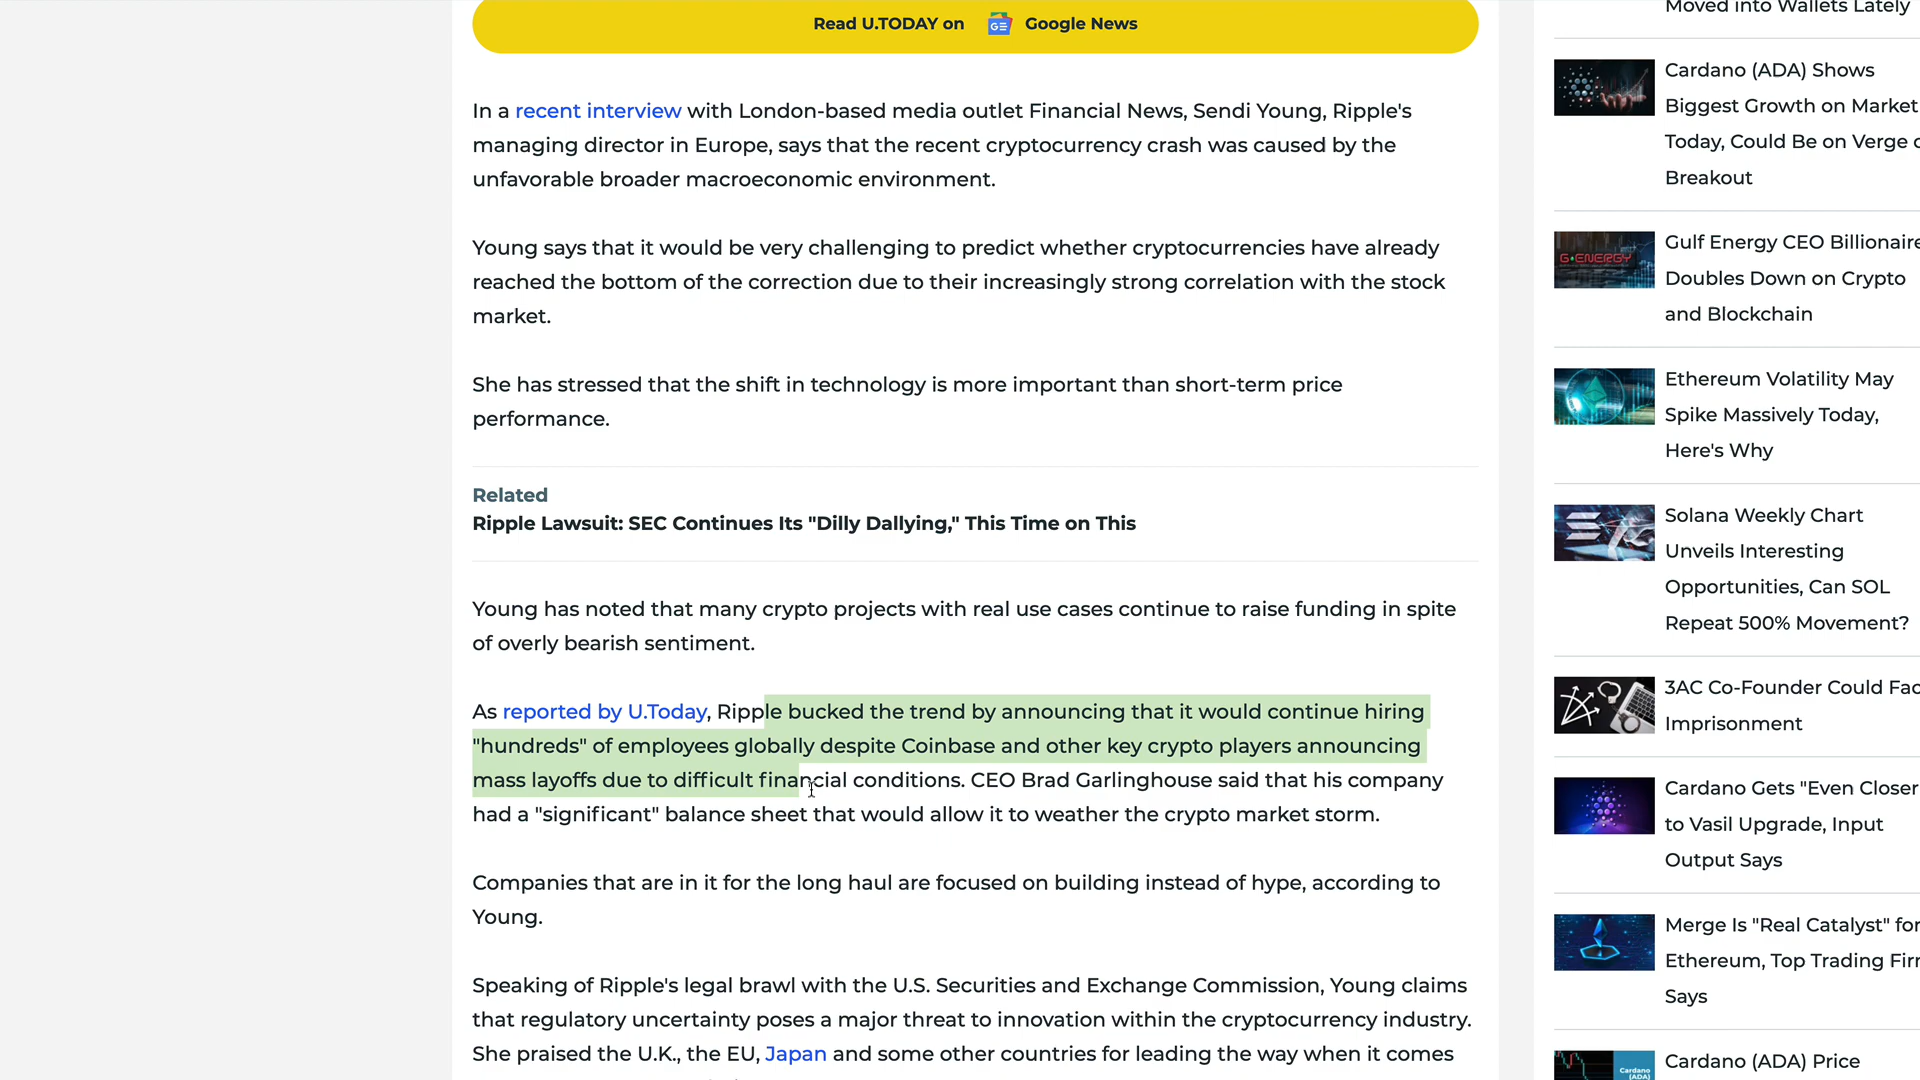 Read U.TODAY on GE Google News
In a recent interview with London-based media outlet Financial News, Sendi Young, Ripple's
managing director in Europe, says that the recent cryptocurrency crash was caused by the
unfavorable broader macroeconomic environment.
Young says that it would be very challenging to predict whether cryptocurrencies have already
reached the bottom of the correction due to their increasingly strong correlation with the stock
market.
She has stressed that the shift in technology is more important than short-term price
performance.
Related
Ripple Lawsuit: SEC Continues Its "Dilly Dallying," This Time on This
Young has noted that many crypto projects with real use cases continue to raise funding in spite
of overly bearish sentiment.
As reported by U.Today, Ripple bucked the trend by announcing that it would continue hiring
"hundreds" of employees globally despite Coinbase and other key crypto players announcing
mass layoffs due to difficult financial conditions. CEO Brad Garlinghouse said that his company
had a "significant" balance sheet that would allow it to weather the crypto market storm.
Companies that are in it for the long haul are focused on building instead of hype, according to
Young.
Speaking of Ripple's legal brawl with the U.S. Securities and Exchange Commission, Young claims
that regulatory uncertainty poses a major threat to innovation within the cryptocurrency industry.
She praised the U.K., the EU, Japan and some other countries for leading the way when it comes
Moved into Wallets Lately
Cardano (ADA) Shows
Biggest Growth on Market
Today, Could Be on Verge
Breakout
G-ENERGY
Gulf Energy CEO Billionaire
Doubles Down on Crypto
and Blockchain
Ethereum Volatility May
Spike Massively Today,
Here's Why
Solana Weekly Chart
Unveils Interesting
Opportunities, Can SOL
Repeat 500% Movement?
3AC Co-Founder Could Fac
Imprisonment
Cardano Gets "Even Closer
to Vasil Upgrade, Input
Output Says
Merge Is "Real Catalyst" for
Ethereum, Top Trading Firm
Says
Cardano (ADA) Price
Cardano
(ADA)